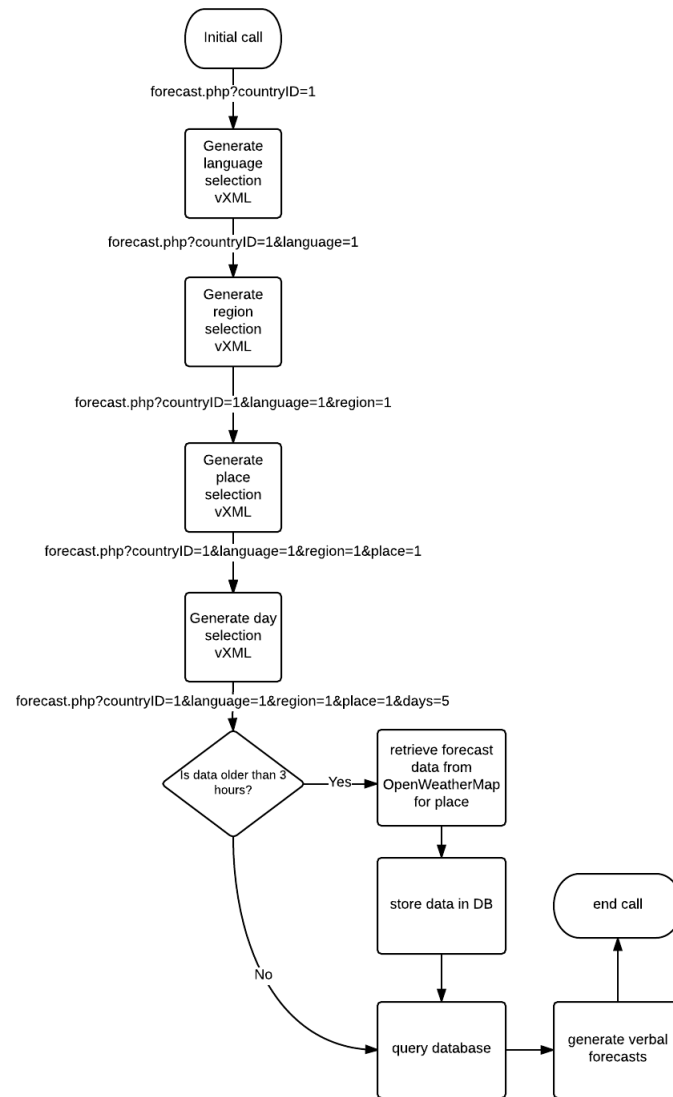 Initial call
forecast.php?countryID=1
Generate
language
selection
vXML
forecast.php?countryID=1&language=1
Generate
region
selection
vXML
forecast.php?countryID=1&language=1&region=1
Generate
place
selection
vXML
forecast.php?countryID=1&language=1&region=1&place=1
Generate day
selection
vXML
forecast.php?countryID=1&language=1&region=1&place=1&days=5
Is data older than 3
hours?
Yes
retrieve forecast
data from
OpenWeatherMap
for place
store data in DB
end call
No
query database
generate verbal
forecasts